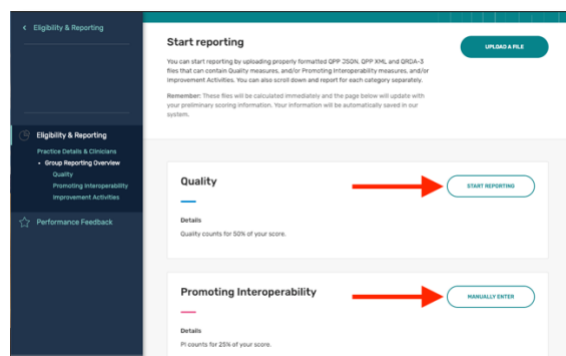 < Eligibility & Reporting
Eligibility & Reporting
Practice Details & Clinicians
• Group Reporting Overview
Quality
Promoting Interoperability
Improvement Activities
Performance Feedback
Start reporting
UPLOAD A FILE
You can start reporting by uploading properly formatted QPP JSON, QPP XML and QRDA-3
files that can contain Quality measures, and/or Promoting Interoperability measures, and/or
Improvement Activities. You can also scroll down and report for each category separately.
Remember: These files will be calculated immediately and the page below will update with
your preliminary scoring information. Your information will be automatically saved in our
system.
Quality
START REPORTING
Details
Quality counts for 50% of your score.
Promoting Interoperability
MANUALLY ENTER
Details
PI counts for 25% of your score.